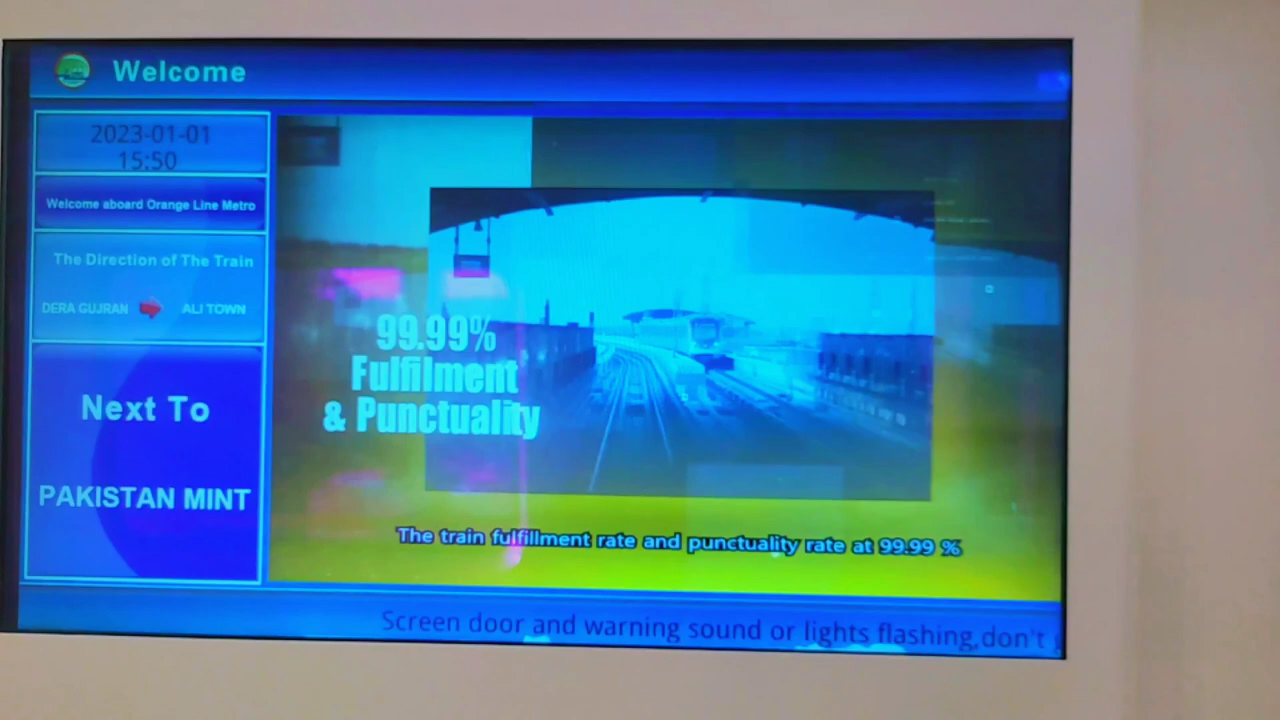 Welcome
2023-01-01
15:50
Welcome aboard Orange Line Metro
The Direction of The Train
DERA GUJRAN ALI TOWN
Next To
PAKISTAN MINT
99.99%
Fulfilment
& Punctuality
The train fulfillment rate and punctuality rate at 99.99 %
Screen door and warning sound or lights flashing,don't